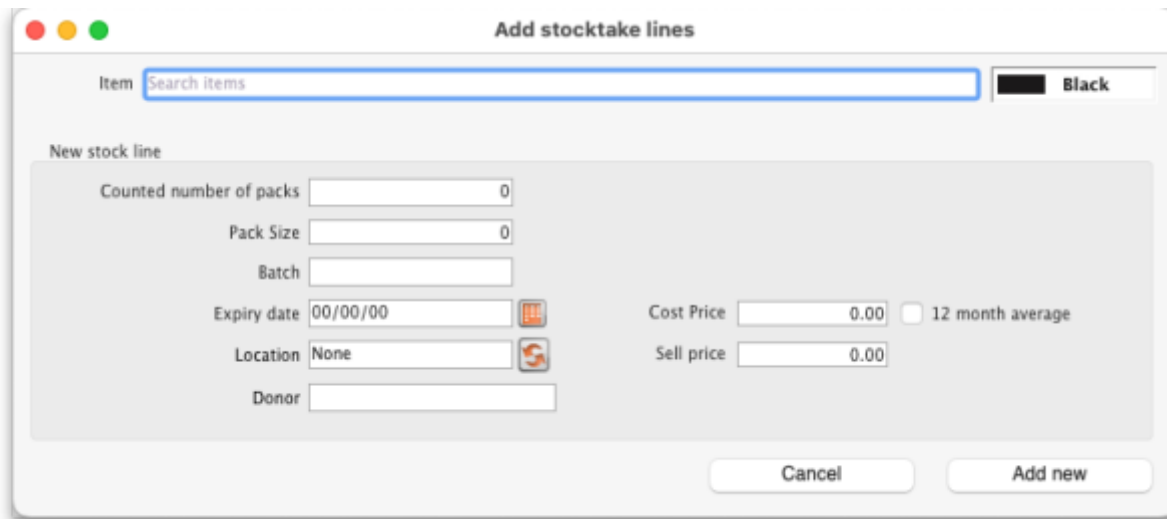 Add stocktake lines
Item Search items Black
New stock line
Counted number of packs 0
Pack Size 0
Batch
Expiry date 00/00/00 Cost Price 0.00 12 month average
Location None Sell price 0.00
Donor
Cancel Add new